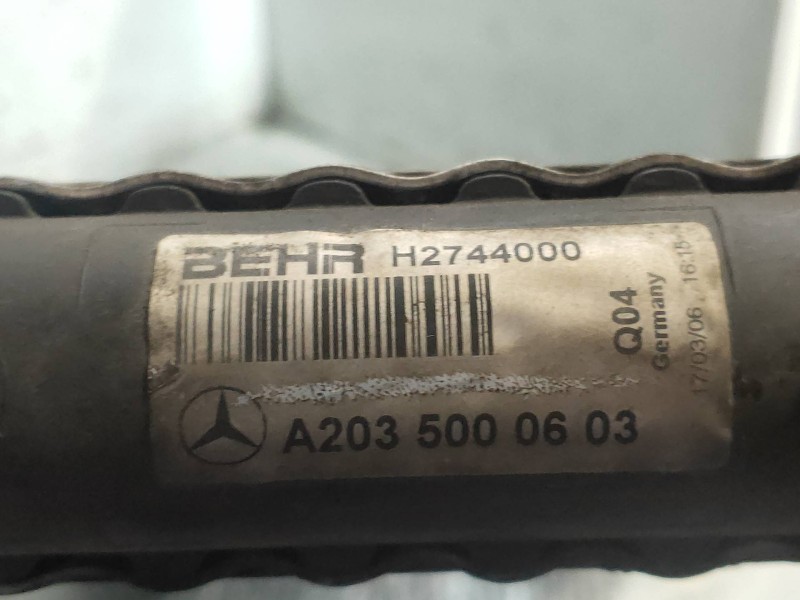 BEHR H2744000
A203 500 06 03
Q04
Germany
17/03/06 16:15